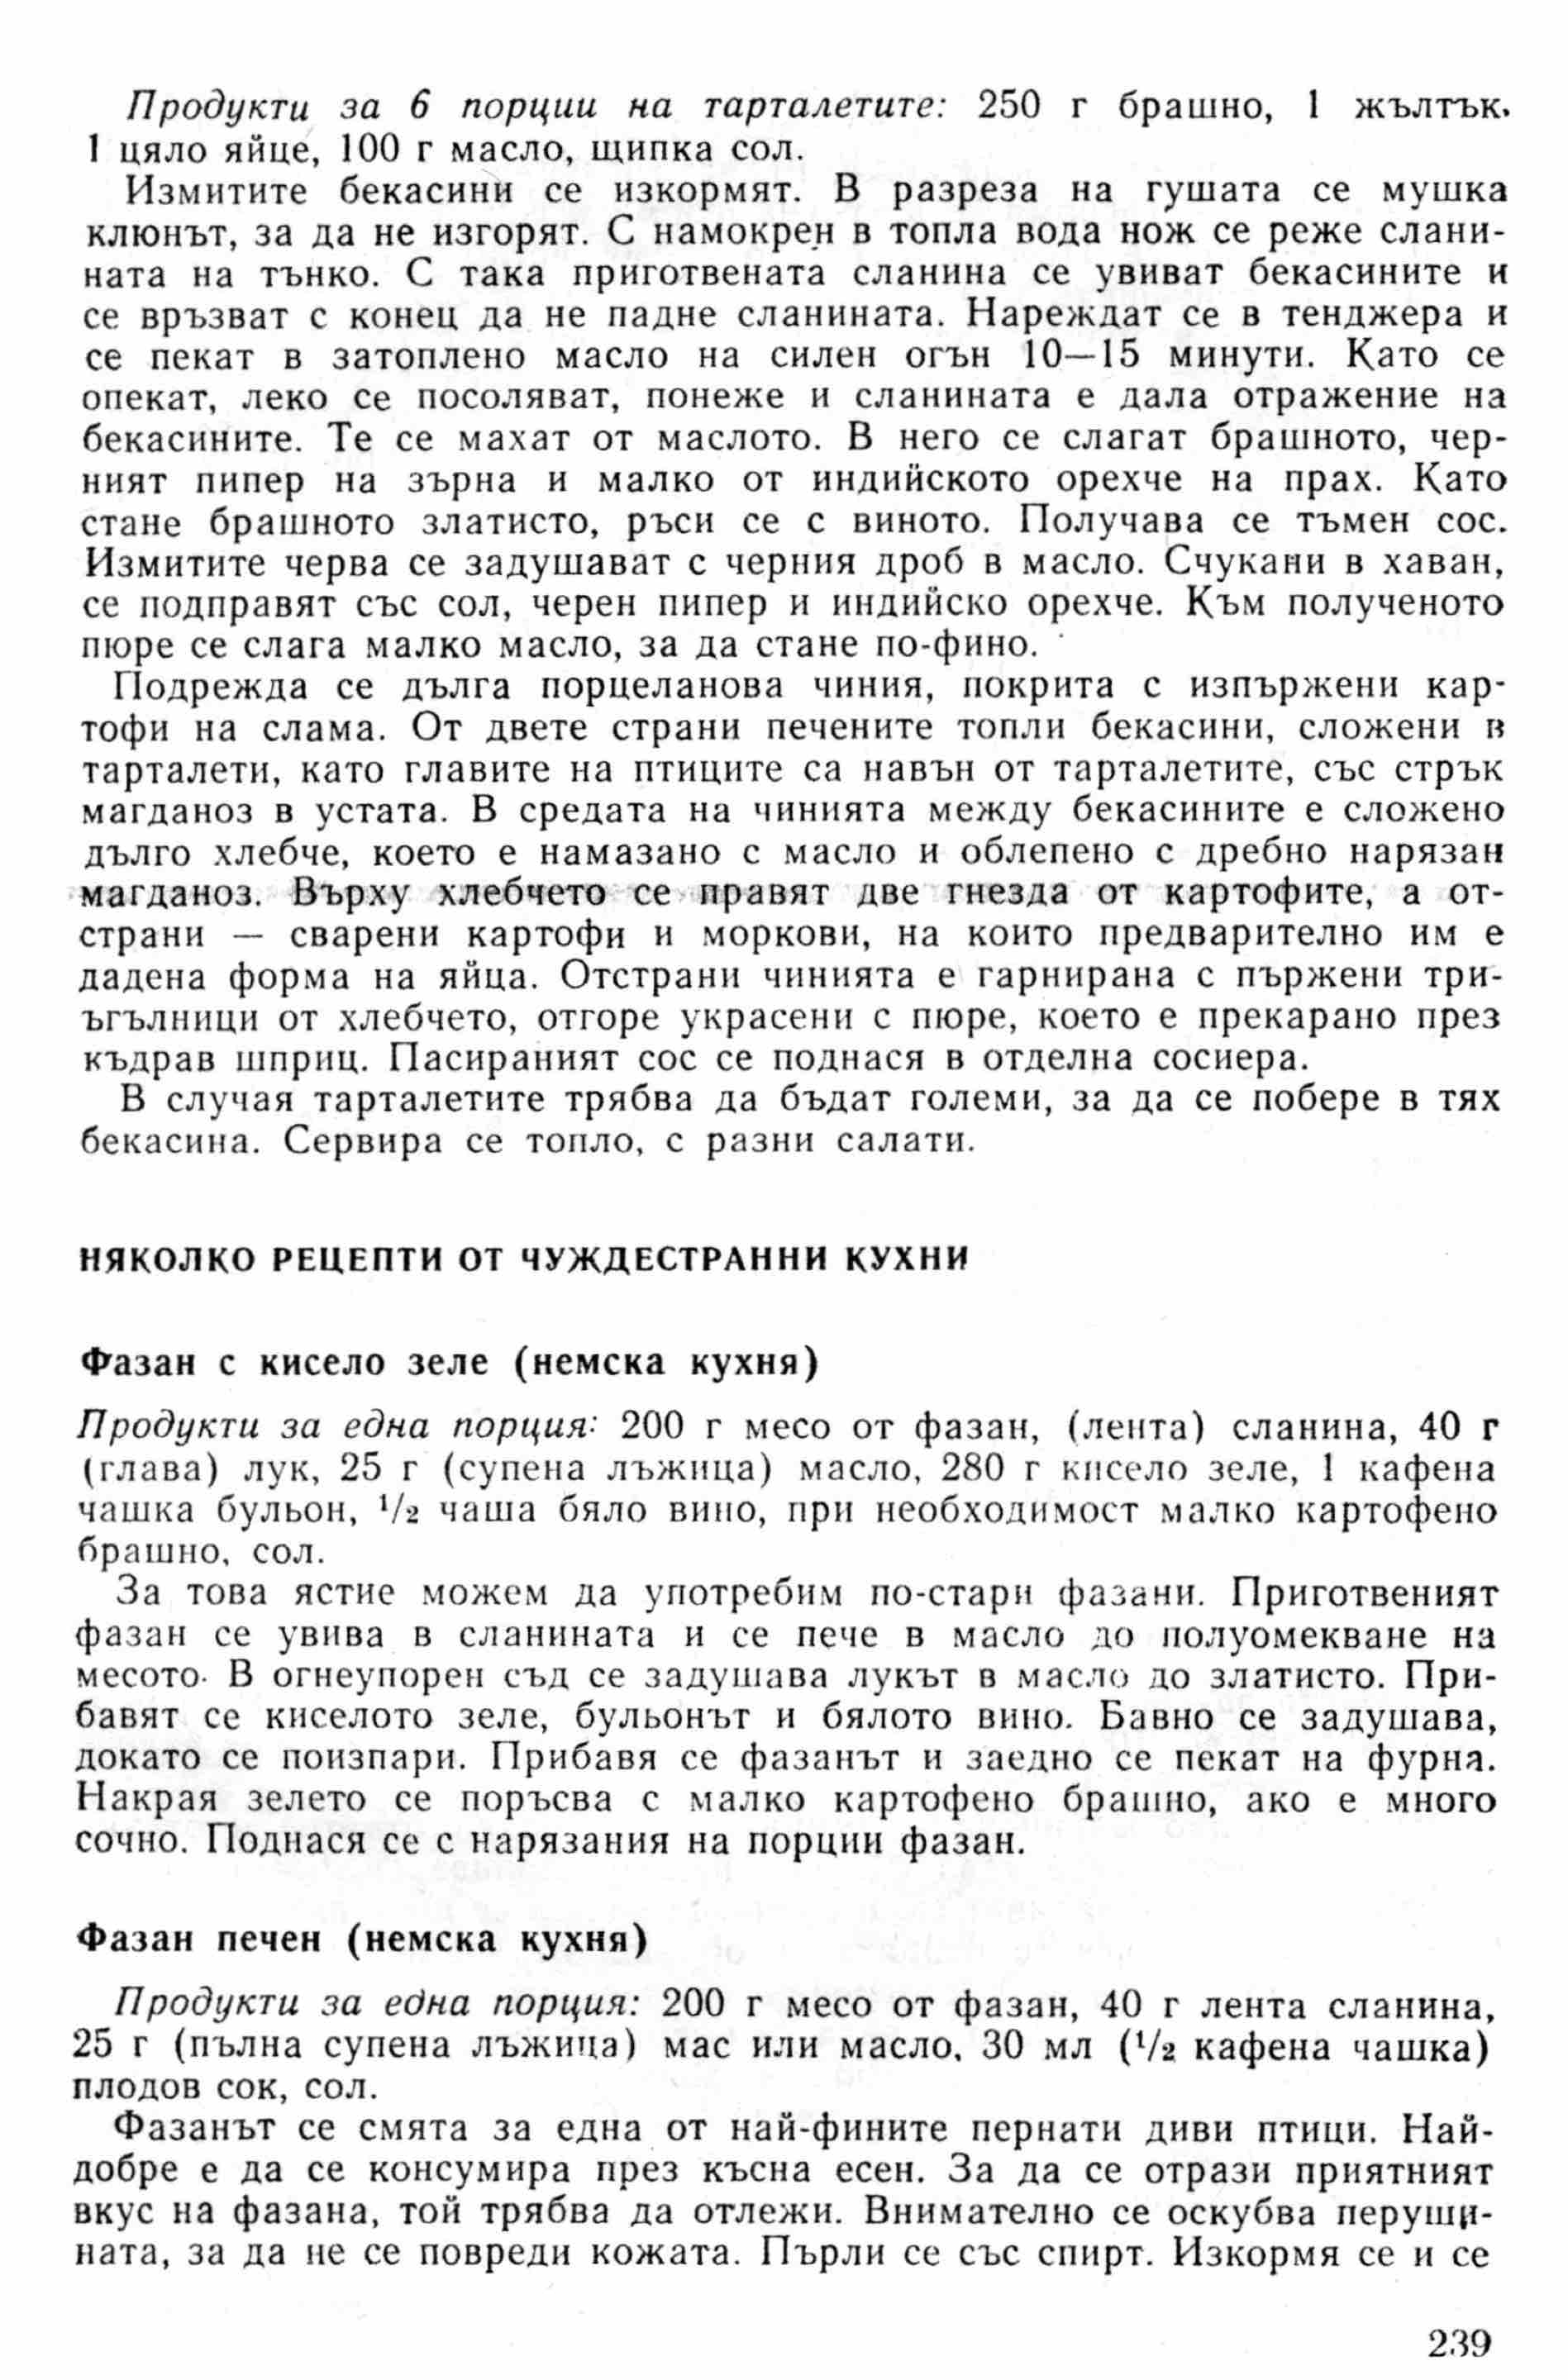 Продукти за 6 порции на тарталетите: 250 г брашно, 1 жълтък,
1 цяло яйце, 100 г масло, щипка сол.
Измитите бекасини се изкормят. В разреза на гушата се мушка
клюнът, за да не изгорят. С намокрен в топла вода нож се реже слани-
ната на тънко. С така приготвената сланина се увиват бекасините и
се връзват с конец да не падне сланината. Нареждат се в тенджера и
се пекат в затоплено масло на силен огън 10—15 минути. Като се
опекат, леко се посоляват, понеже и сланината е дала отражение на
бекасините. Те се махат от маслото. В него се слагат брашното, чер-
ният пипер на зърна и малко от индийското орехче на прах. Като
стане брашното златисто, ръси се с виното. Получава се тъмен сос.
Измитите черва се задушават с черния дроб в масло. Счукани в хаван,
се подправят със сол, черен пипер и индийско орехче. Към полученото
пюре се слага малко масло, за да стане по-фино.
Подрежда се дълга порцеланова чиния, покрита с изпържени кар-
тофи на слама. От двете страни печените топли бекасини, сложени в
тарталети, като главите на птиците са навън от тарталетите, със стрък
магданоз в устата. В средата на чинията между бекасините е сложено
дълго хлебче, което е намазано с масло и облепено с дребно нарязан
магданоз. Върху хлебчето се правят две гнезда от картофите, а от-
страни — сварени картофи и моркови, на които предварително им е
дадена форма на яйца. Отстрани чинията е гарнирана с пържени три-
ъгълници от хлебчето, отгоре украсени с пюре, което е прекарано през
къдрав шприц. Пасираният сос се поднася в отделна сосиера.
В случая тарталетите трябва да бъдат големи, за да се побере в тях
бекасина. Сервира се топло, с разни салати.
НЯКОЛКО РЕЦЕПТИ ОТ ЧУЖДЕСТРАННИ КУХНИ
Фазан с кисело зеле (немска кухня)
Продукти за една порция: 200 г месо от фазан, (лента) сланина, 40 г
(глава) лук, 25 г (супена лъжица) масло, 280 г кисело зеле, 1 кафена
чашка бульон, 1/2 чаша бяло вино, при необходимост малко картофено
брашно, сол.
За това ястие можем да употребим по-стари фазани. Приготвеният
фазан се увива в сланината и се пече в масло до полуомекване на
месото. В огнеупорен съд се задушава лукът в масло до златисто. При-
бавят се киселото зеле, бульонът и бялото вино. Бавно се задушава,
докато се поизпари. Прибавя се фазанът и заедно се пекат на фурна.
Накрая зелето се поръсва с малко картофено брашно, ако е много
сочно. Поднася се с нарязания на порции фазан.
Фазан печен (немска кухня)
Продукти за една порция: 200 г месо от фазан, 40 г лента сланина,
25 г (пълна супена лъжица) мас или масло, 30 мл (1/2 кафена чашка)
плодов сок, сол.
Фазанът се смята за една от най-фините пернати диви птици. Най-
добре е да се консумира през късна есен. За да се отрази приятният
вкус на фазана, той трябва да отлежи. Внимателно се оскубва перуши-
ната, за да не се повреди кожата. Пърли се със спирт. Изкормя се и се
239